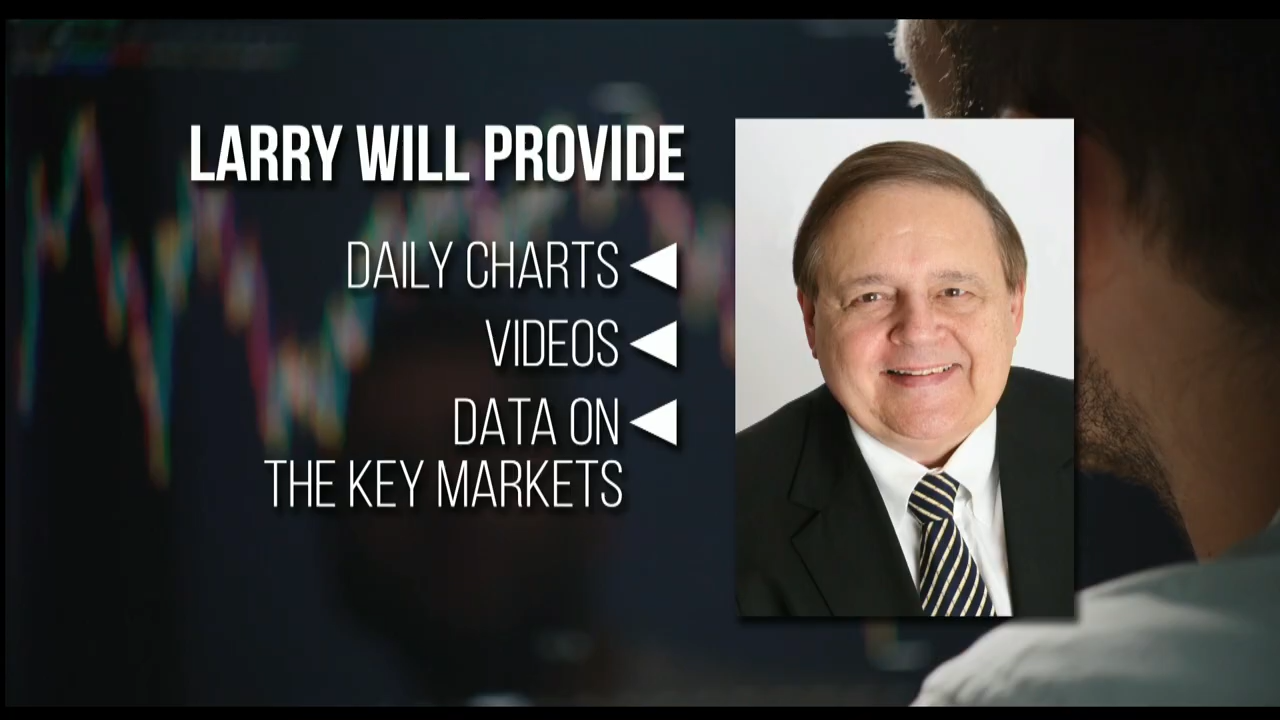 LARRY WILL PROVIDE
DAILY CHARTS
VIDEOS
DATA ON
THE KEY MARKETS